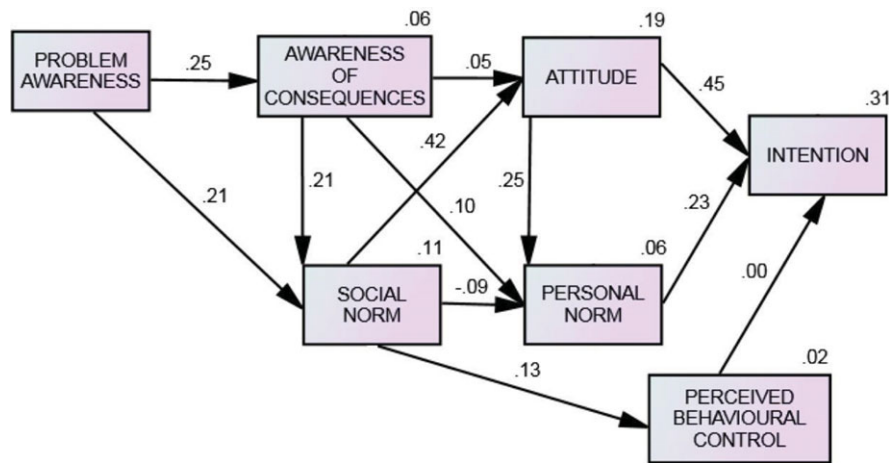 .06
.19
PROBLEM
AWARENESS
.25
AWARENESS
OF
CONSEQUENCES
.05
ATTITUDE
.45
.31
INTENTION
.42
.21
.21
.10
.25
.23
.11
.06
SOCIAL
NORM
-.09
PERSONAL
NORM
.00
.13
.02
PERCEIVED
BEHAVIOURAL
CONTROL